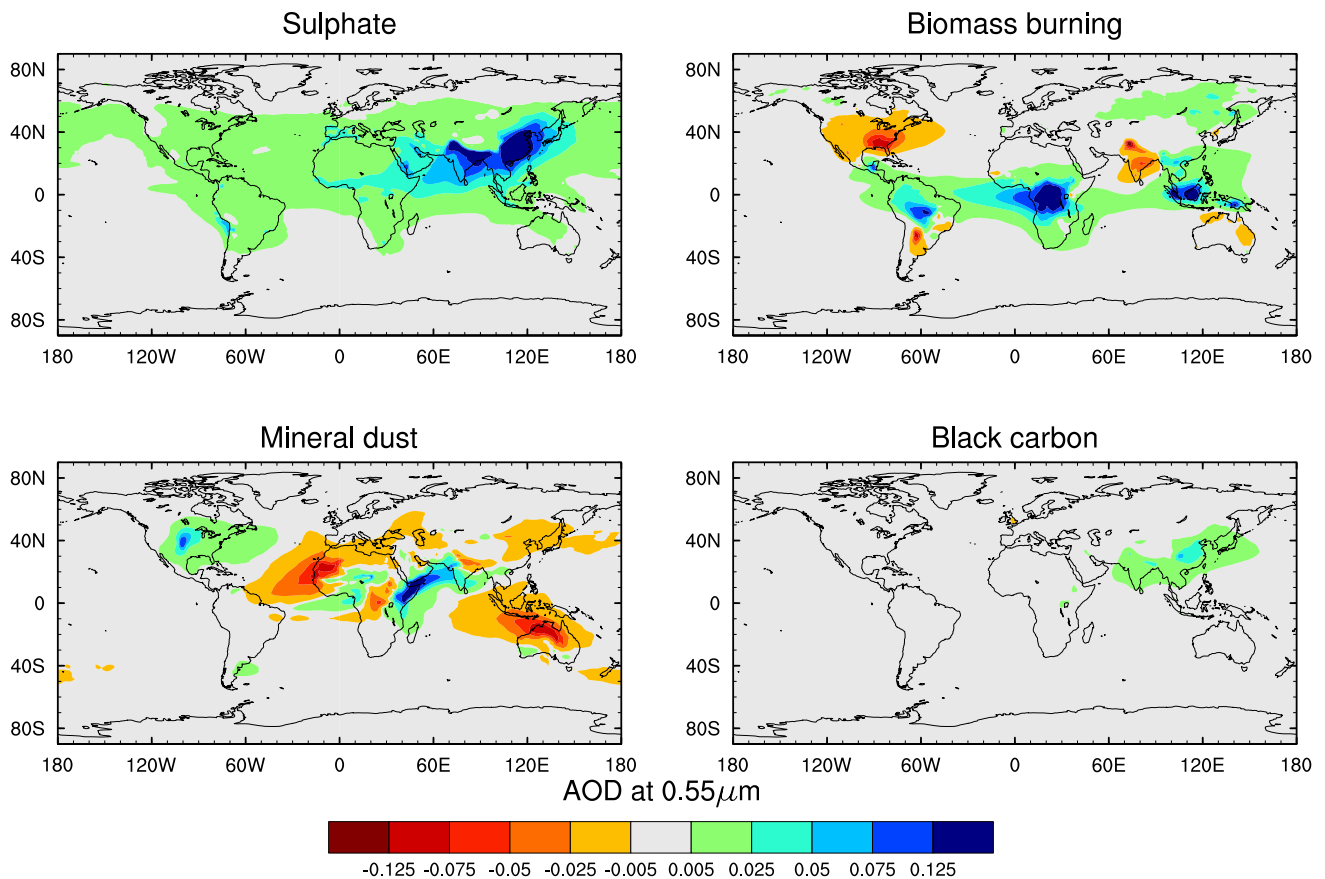 Sulphate
Biomass burning
80N
40N
0
40S
80S
180 120W 60W 0 60E 120E 180
80N
40N
0
40S
80S
180 120W 60W 0 60E 120E 180
Mineral dust
Black carbon
80N
40N
0
40S
80S
180 120W 60W 0 60E 120E 180
80N
40N
0
40S
80S
180 120W 60W 0 60E 120E 180
AOD at 0.55μm
-0.125 -0.075 -0.05 -0.025 -0.005 0.005 0.025 0.05 0.075 0.125